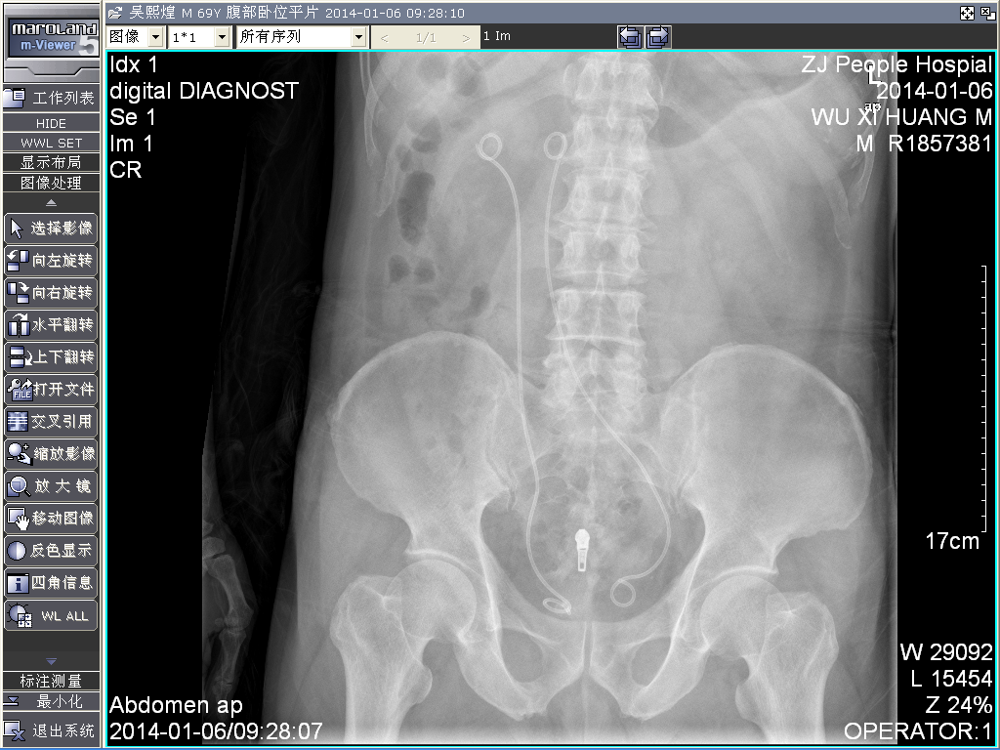 maroland
m-Viewer 5
吴熙煌 M 69Y 腹部卧位平片 2014-01-06 09:28:10
图像 1*1 所有序列 < 1/1 > 1 Im
工作列表
HIDE
WWL SET
显示布局
图像处理
选择影像
向左旋转
向右旋转
水平翻转
上下翻转
FILE 打开文件
交叉引用
缩放影像
放大镜
移动图像
反色显示
四角信息
WL ALL
标注测量
最小化
退出系统
Idx 1
digital DIAGNOST
Se 1
Im 1
CR
ZJ People Hospial
L
2014-01-06
ap
WU XI HUANG M
M R1857381
17cm
W 29092
L 15454
Z 24%
OPERATOR:1
Abdomen ap
2014-01-06/09:28:07